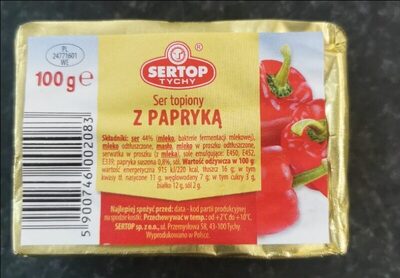 PL
24771601
WE
100 g e
®
SERTOP
TYCHY
Ser topiony
Z PAPRYKĄ
Składniki: ser 44% (mleko, bakterie fermentacji mlekowej),
mleko odtłuszczone, masło, mleko w proszku odtłuszczone,
serwatka w proszku (z mleka), sole emulgujące: E450, E452,
E339; papryka suszona 0,8%, sól. Wartość odżywcza w 100 g:
wartość energetyczna 915 kJ/220 kcal, tłuszcz 16 g; w tym
kwasy tł. nasycone 11 g, węglowodany 7 g; w tym cukry 3 g,
białko 12 g, sól 2 g.
Najlepiej spożyć przed: data - kod partii produkcyjnej
na spodzie kostki. Przechowywać w temp.: od +2°C do +10°C.
SERTOP sp. z o.o., ul. Przemysłowa 58, 43-100 Tychy.
Wyprodukowano w Polsce.
5 900746 002083